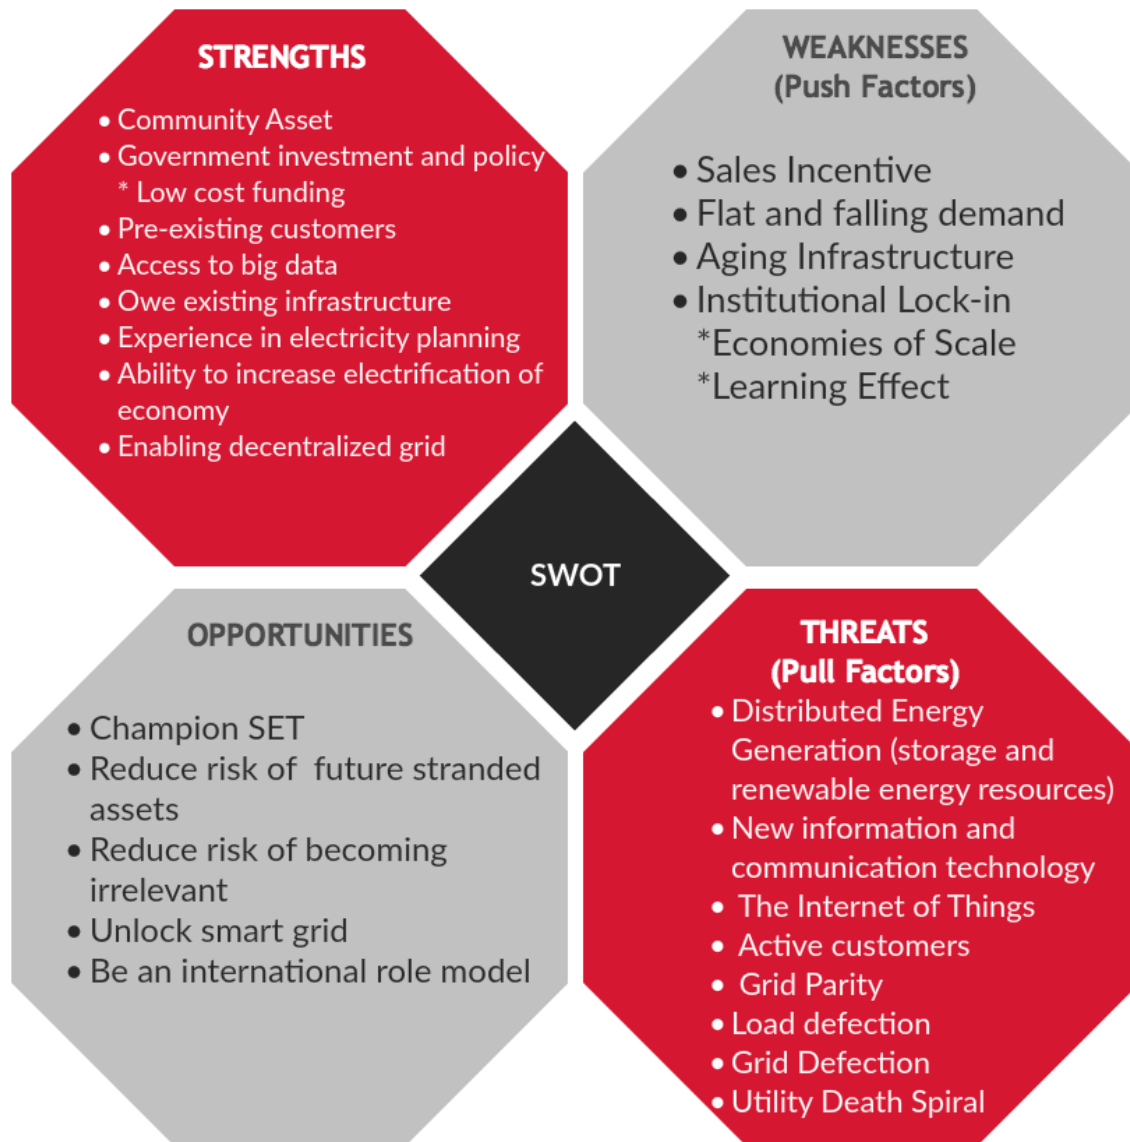 STRENGTHS
• Community Asset
• Government investment and policy
* Low cost funding
• Pre-existing customers
• Access to big data
• Owe existing infrastructure
• Experience in electricity planning
• Ability to increase electrification of
economy
• Enabling decentralized grid
WEAKNESSES
(Push Factors)
• Sales Incentive
• Flat and falling demand
• Aging Infrastructure
• Institutional Lock-in
*Economies of Scale
*Learning Effect
SWOT
OPPORTUNITIES
• Champion SET
• Reduce risk of future stranded
assets
• Reduce risk of becoming
irrelevant
• Unlock smart grid
• Be an international role model
THREATS
(Pull Factors)
• Distributed Energy
Generation (storage and
renewable energy resources)
• New information and
communication technology
• The Internet of Things
• Active customers
• Grid Parity
• Load defection
• Grid Defection
• Utility Death Spiral